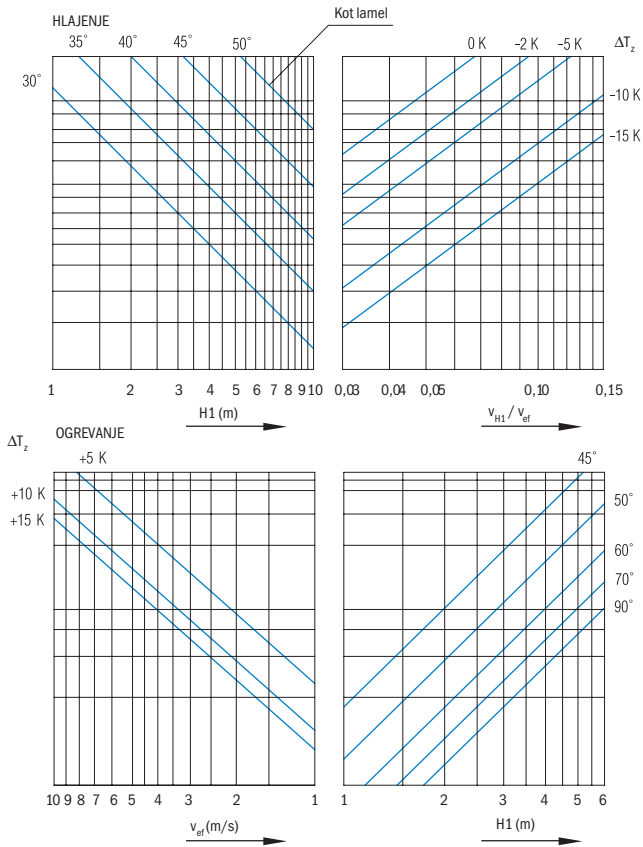 HLAJENJE
Kot lamel
30° 35° 40° 45° 50°
0 K -2 K -5 K ΔTz
–10 K
–15 K
1 2 3 4 5 6 7 8 9 10
H1 (m)
0,03 0,04 0,05 0,10 0,15
vH1 / vef
OGREVANJE
ΔTz
+5 K
+10 K
+15 K
45°
50°
60°
70°
90°
10 9 8 7 6 5 4 3 2 1
vef (m/s)
1 2 3 4 5 6
H1 (m)